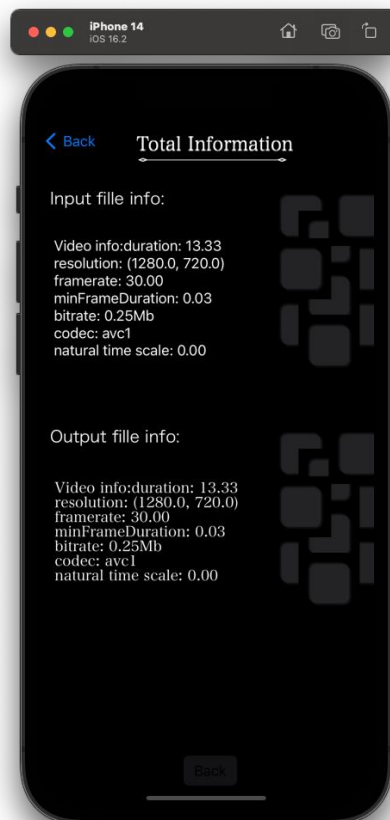 iPhone 14
iOS 16.2
Back
Total Information
Input fille info:
Video info:duration: 13.33
resolution: (1280.0, 720.0)
framerate: 30.00
minFrameDuration: 0.03
bitrate: 0.25Mb
codec: avc1
natural time scale: 0.00
Output fille info:
Video info:duration: 13.33
resolution: (1280.0, 720.0)
framerate: 30.00
minFrameDuration: 0.03
bitrate: 0.25Mb
codec: avc1
natural time scale: 0.00
Back